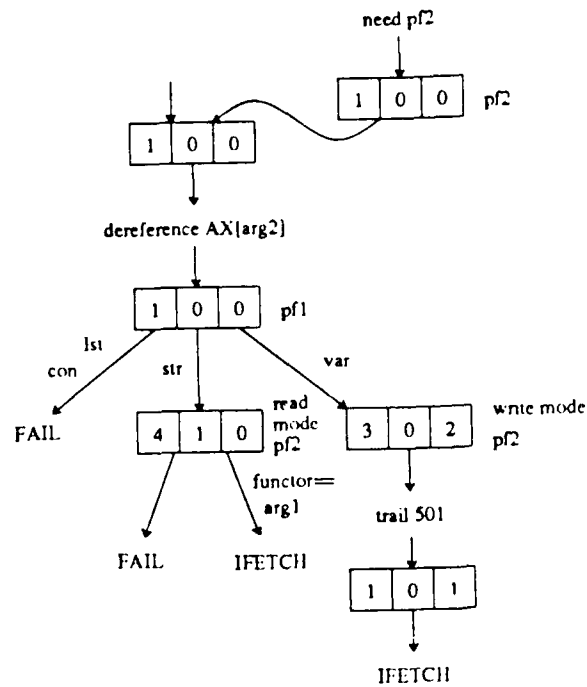 need pf2
1 0 0 pf2
1 0 0
dereference AX[arg2]
1 0 0 pf1
lst
con
str
var
FAIL
4 1 0
read
mode
pf2
3 0 2
write mode
pf2
functor=
arg1
trail 501
FAIL
IFETCH
1 0 1
IFETCH